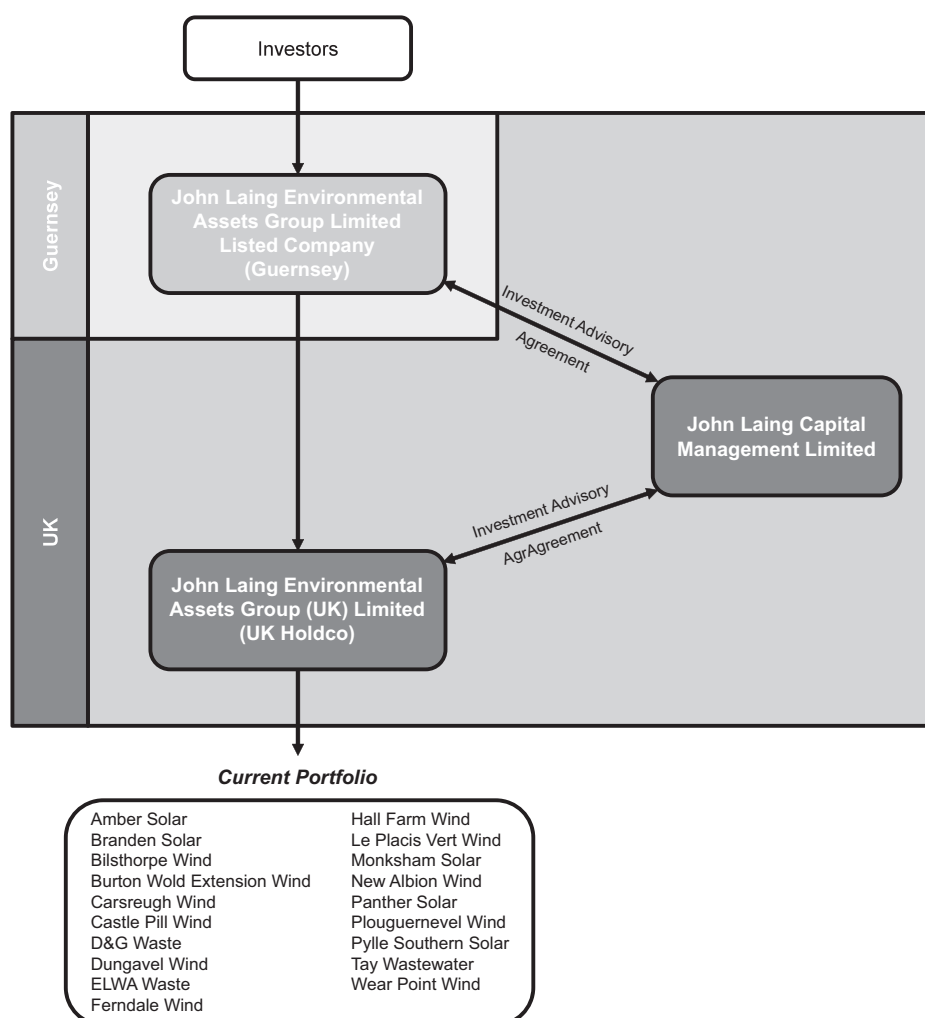 Investors
Guernsey
John Laing Environmental
Assets Group Limited
Listed Company
(Guernsey)
Investment Advisory
Agreement
John Laing Capital
Management Limited
UK
Investment Advisory
AgrAgreement
John Laing Environmental
Assets Group (UK) Limited
(UK Holdco)
Current Portfolio
Amber Solar
Branden Solar
Bilsthorpe Wind
Burton Wold Extension Wind
Carsreugh Wind
Castle Pill Wind
D&G Waste
Dungavel Wind
ELWA Waste
Ferndale Wind
Hall Farm Wind
Le Placis Vert Wind
Monksham Solar
New Albion Wind
Panther Solar
Plouguernevel Wind
Pylle Southern Solar
Tay Wastewater
Wear Point Wind